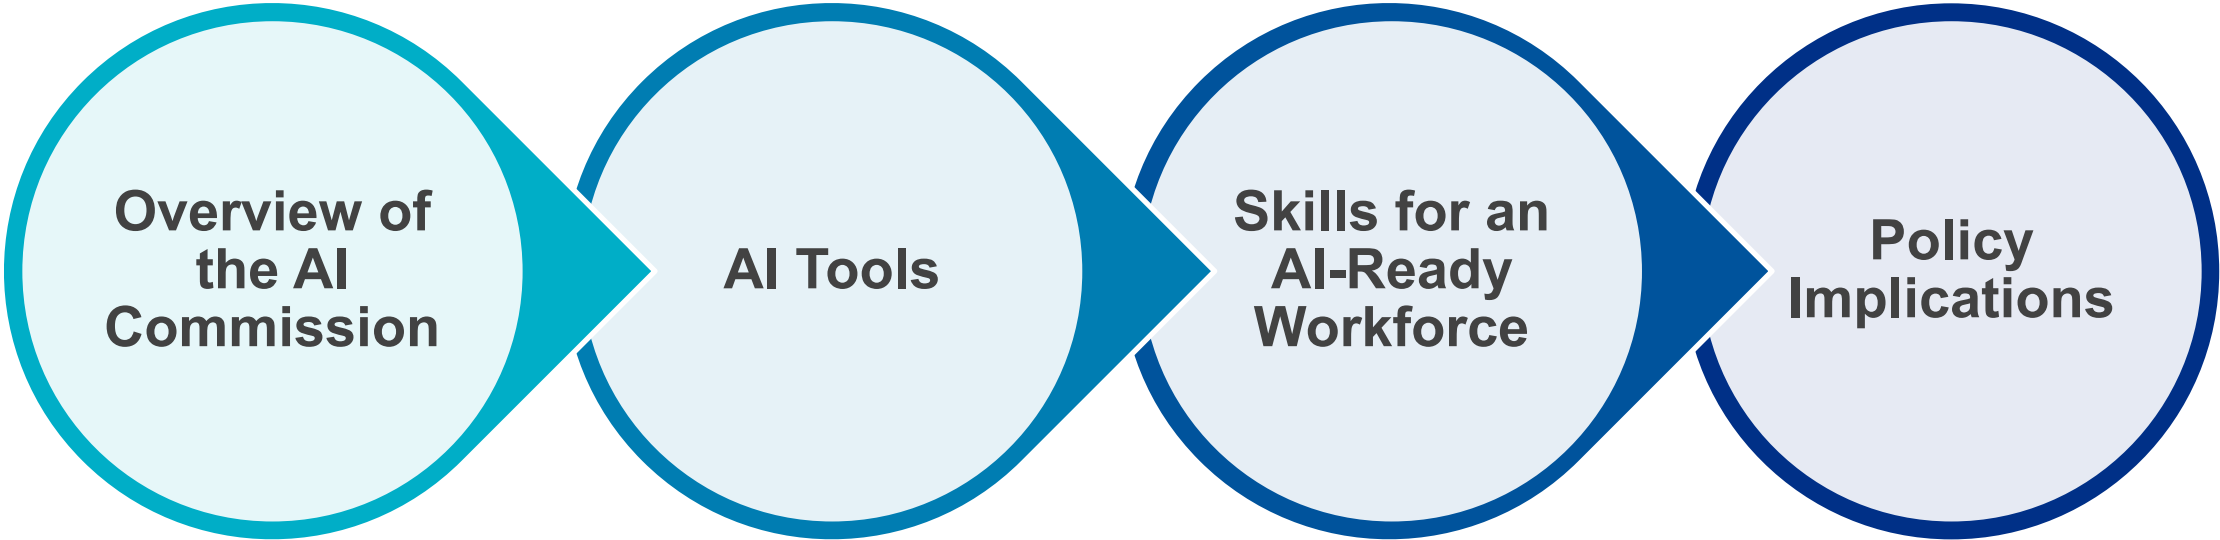 Overview of
the AI
Commission
AI Tools
Skills for an
AI-Ready
Workforce
Policy
Implications